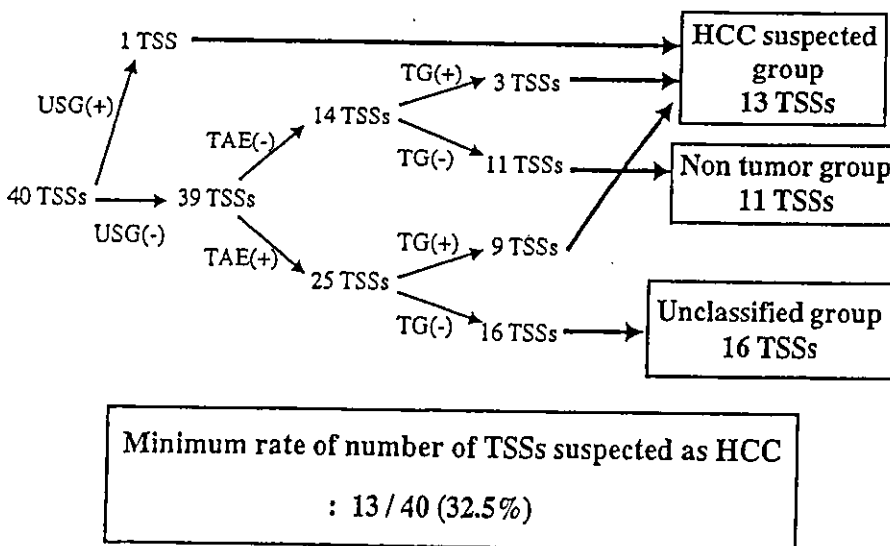 1 TSS
HCC suspected
group
13 TSSs
USG(+)
TG(+)
3 TSSs
14 TSSs
TAE(-)
TG(-)
11 TSSs
Non tumor group
11 TSSs
40 TSSs
39 TSSs
USG(-)
TAE(+)
TG(+)
9 TSSs
25 TSSs
TG(-)
16 TSSs
Unclassified group
16 TSSs
Minimum rate of number of TSSs suspected as HCC
: 13 / 40 (32.5%)